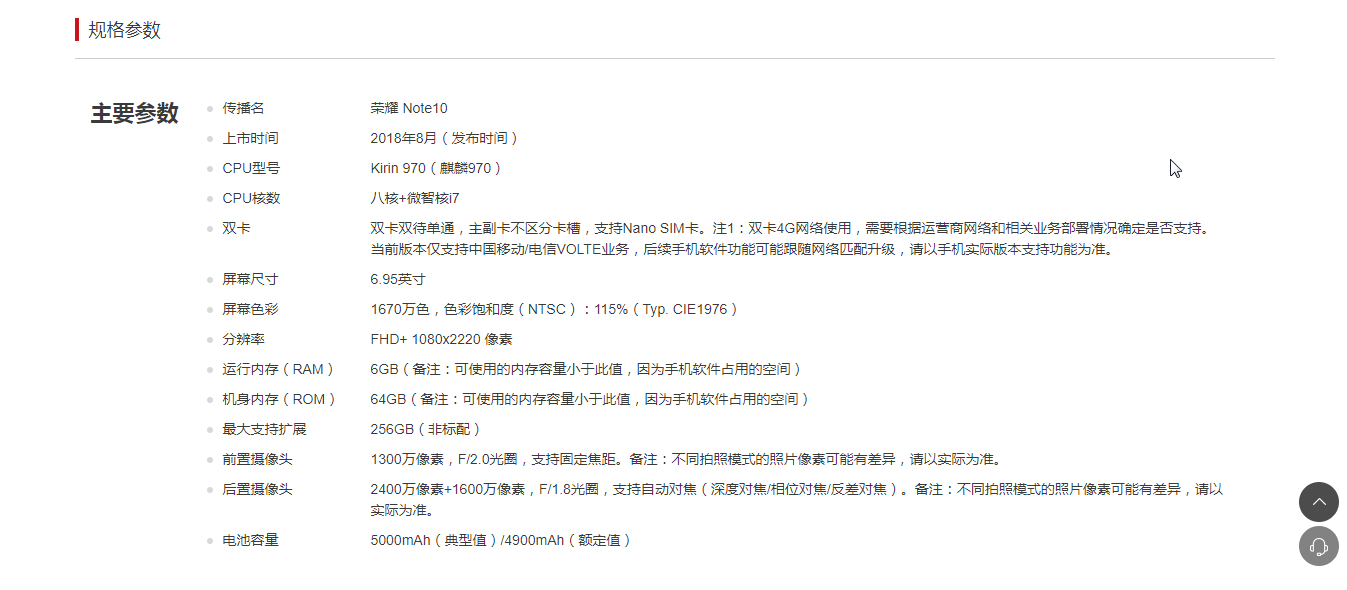 规格参数
主要参数
传播名 荣耀 Note10
上市时间 2018年8月（发布时间）
CPU型号 Kirin 970（麒麟970）
CPU核数 八核+微智核i7
双卡 双卡双待单通，主副卡不区分卡槽，支持Nano SIM卡。注1：双卡4G网络使用，需要根据运营商网络和相关业务部署情况确定是否支持。
当前版本仅支持中国移动/电信VOLTE业务，后续手机软件功能可能跟随网络匹配升级，请以手机实际版本支持功能为准。
屏幕尺寸 6.95英寸
屏幕色彩 1670万色，色彩饱和度（NTSC）：115%（Typ. CIE1976）
分辨率 FHD+ 1080x2220 像素
运行内存（RAM） 6GB（备注：可使用的内存容量小于此值，因为手机软件占用的空间）
机身内存（ROM） 64GB（备注：可使用的内存容量小于此值，因为手机软件占用的空间）
最大支持扩展 256GB（非标配）
前置摄像头 1300万像素，F/2.0光圈，支持固定焦距。备注：不同拍照模式的照片像素可能有差异，请以实际为准。
后置摄像头 2400万像素+1600万像素，F/1.8光圈，支持自动对焦（深度对焦/相位对焦/反差对焦）。备注：不同拍照模式的照片像素可能有差异，请以
实际为准。
电池容量 5000mAh（典型值）/4900mAh（额定值）